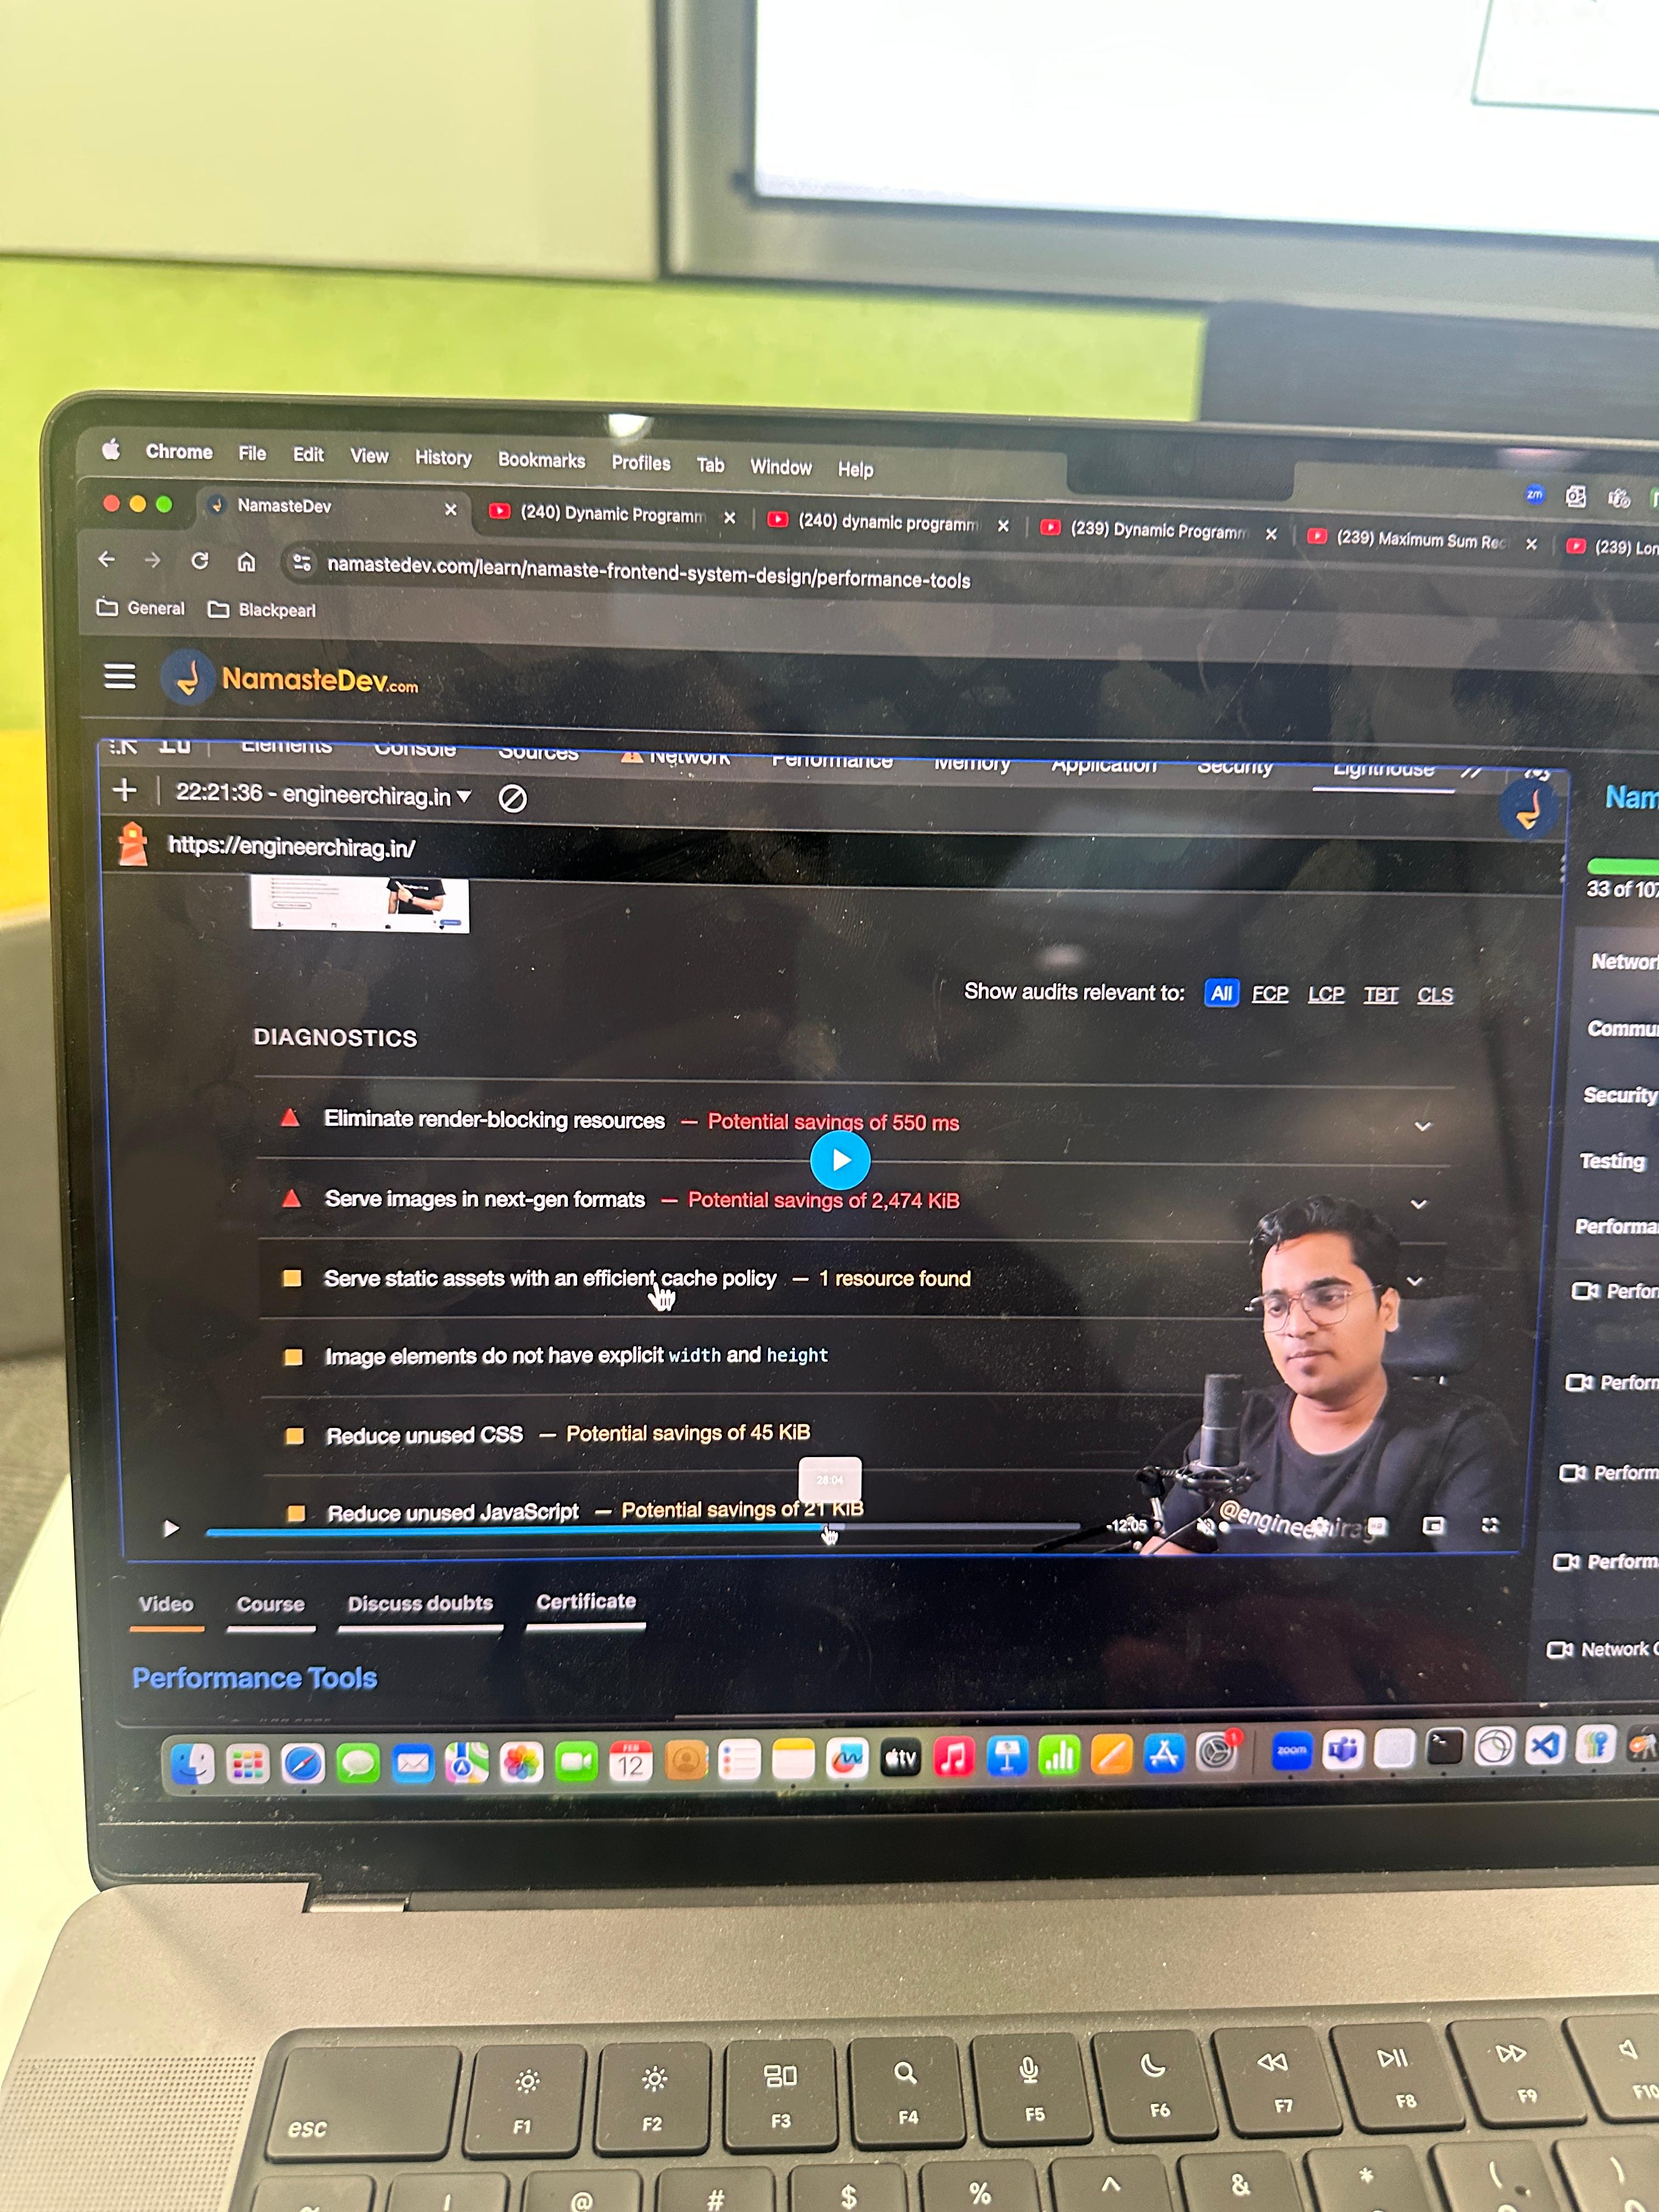 Chrome File Edit View History Bookmarks Profiles Tab Window Help
zm
NamasteDev
(240) Dynamic Programm
(240) dynamic programm
(239) Dynamic Programm
(239) Maximum Sum Rec
(239) Lon
namastedev.com/learn/namaste-frontend-system-design/performance-tools
General Blackpearl
NamasteDev.com
Elements Console Sources Network Performance Memory Application Security Lighthouse
22:21:36 - engineerchirag.in
https://engineerchirag.in/
Show audits relevant to: All FCP LCP TBT CLS
DIAGNOSTICS
Eliminate render-blocking resources — Potential savings of 550 ms
Serve images in next-gen formats — Potential savings of 2,474 KiB
Serve static assets with an efficient cache policy — 1 resource found
Image elements do not have explicit width and height
Reduce unused CSS — Potential savings of 45 KiB
28:04
Reduce unused JavaScript — Potential savings of 21 KiB
-12:05
@engineerchirag
Video Course Discuss doubts Certificate
Performance Tools
Nam
33 of 107
Network
Commu
Security
Testing
Performa
Perfor
Perform
Perform
Perform
Network
FEB
12
tv
1
zoom
esc F1 F2 F3 F4 F5 F6 F7 F8 F9 F10
~ ! @ # $ % ^ & * ( )